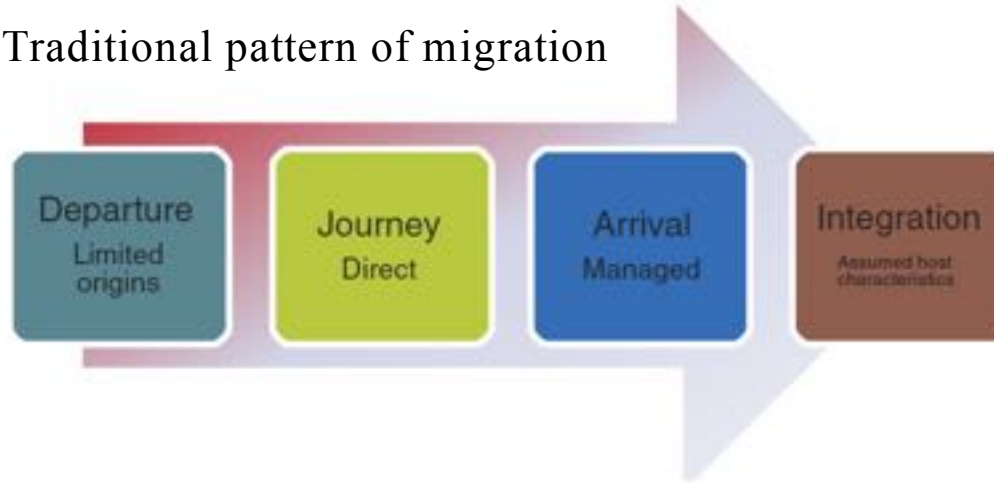 Traditional pattern of migration
Departure
Limited
origins
Journey
Direct
Arrival
Managed
Integration
Assumed host
characteristics